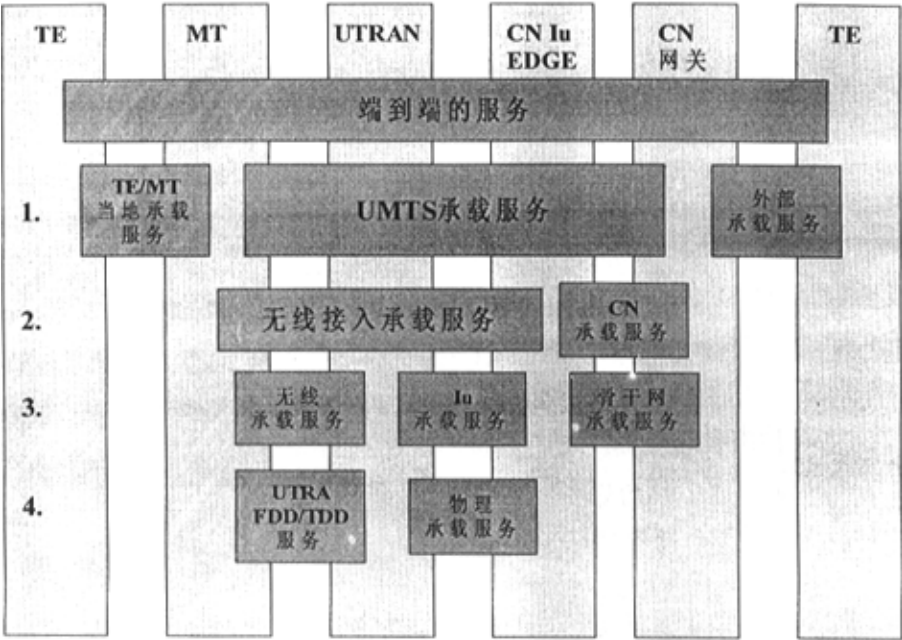 TE
MT
UTRAN
CN Iu
EDGE
CN
网关
TE
端到端的服务
1.
TE/MT
当地承载
服务
UMTS承载服务
外部
承载服务
2.
无线接入承载服务
CN
承载服务
3.
无线
承载服务
Iu
承载服务
骨干网
承载服务
4.
UTRA
FDD/TDD
服务
物理
承载服务